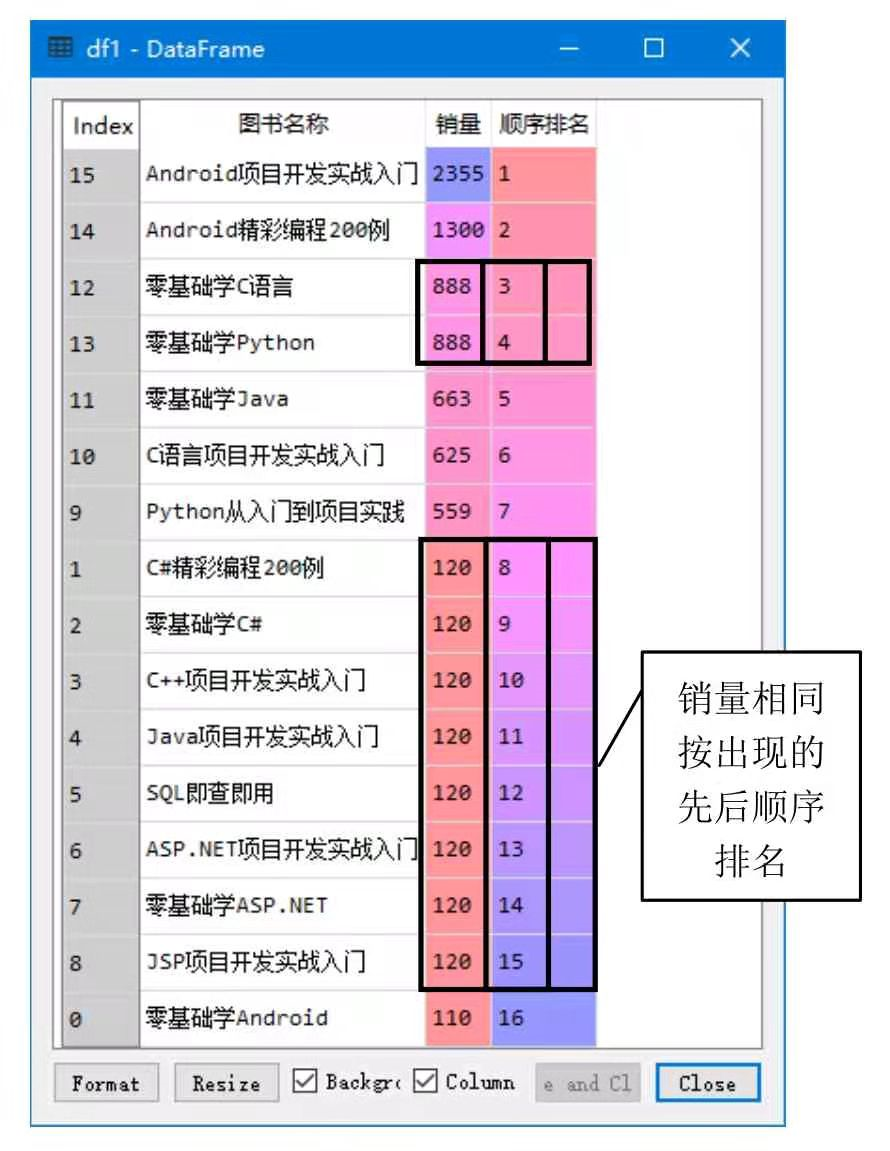 df1 - DataFrame
Index 图书名称 销量 顺序排名
15 Android项目开发实战入门 2355 1
14 Android精彩编程200例 1300 2
12 零基础学C语言 888 3
13 零基础学Python 888 4
11 零基础学Java 663 5
10 C语言项目开发实战入门 625 6
9 Python从入门到项目实践 559 7
1 C#精彩编程200例 120 8
2 零基础学C# 120 9
3 C++项目开发实战入门 120 10
4 Java项目开发实战入门 120 11
5 SQL即查即用 120 12
6 ASP.NET项目开发实战入门 120 13
7 零基础学ASP.NET 120 14
8 JSP项目开发实战入门 120 15
0 零基础学Android 110 16
销量相同
按出现的
先后顺序
排名
Format Resize Backgr Column e and Cl Close